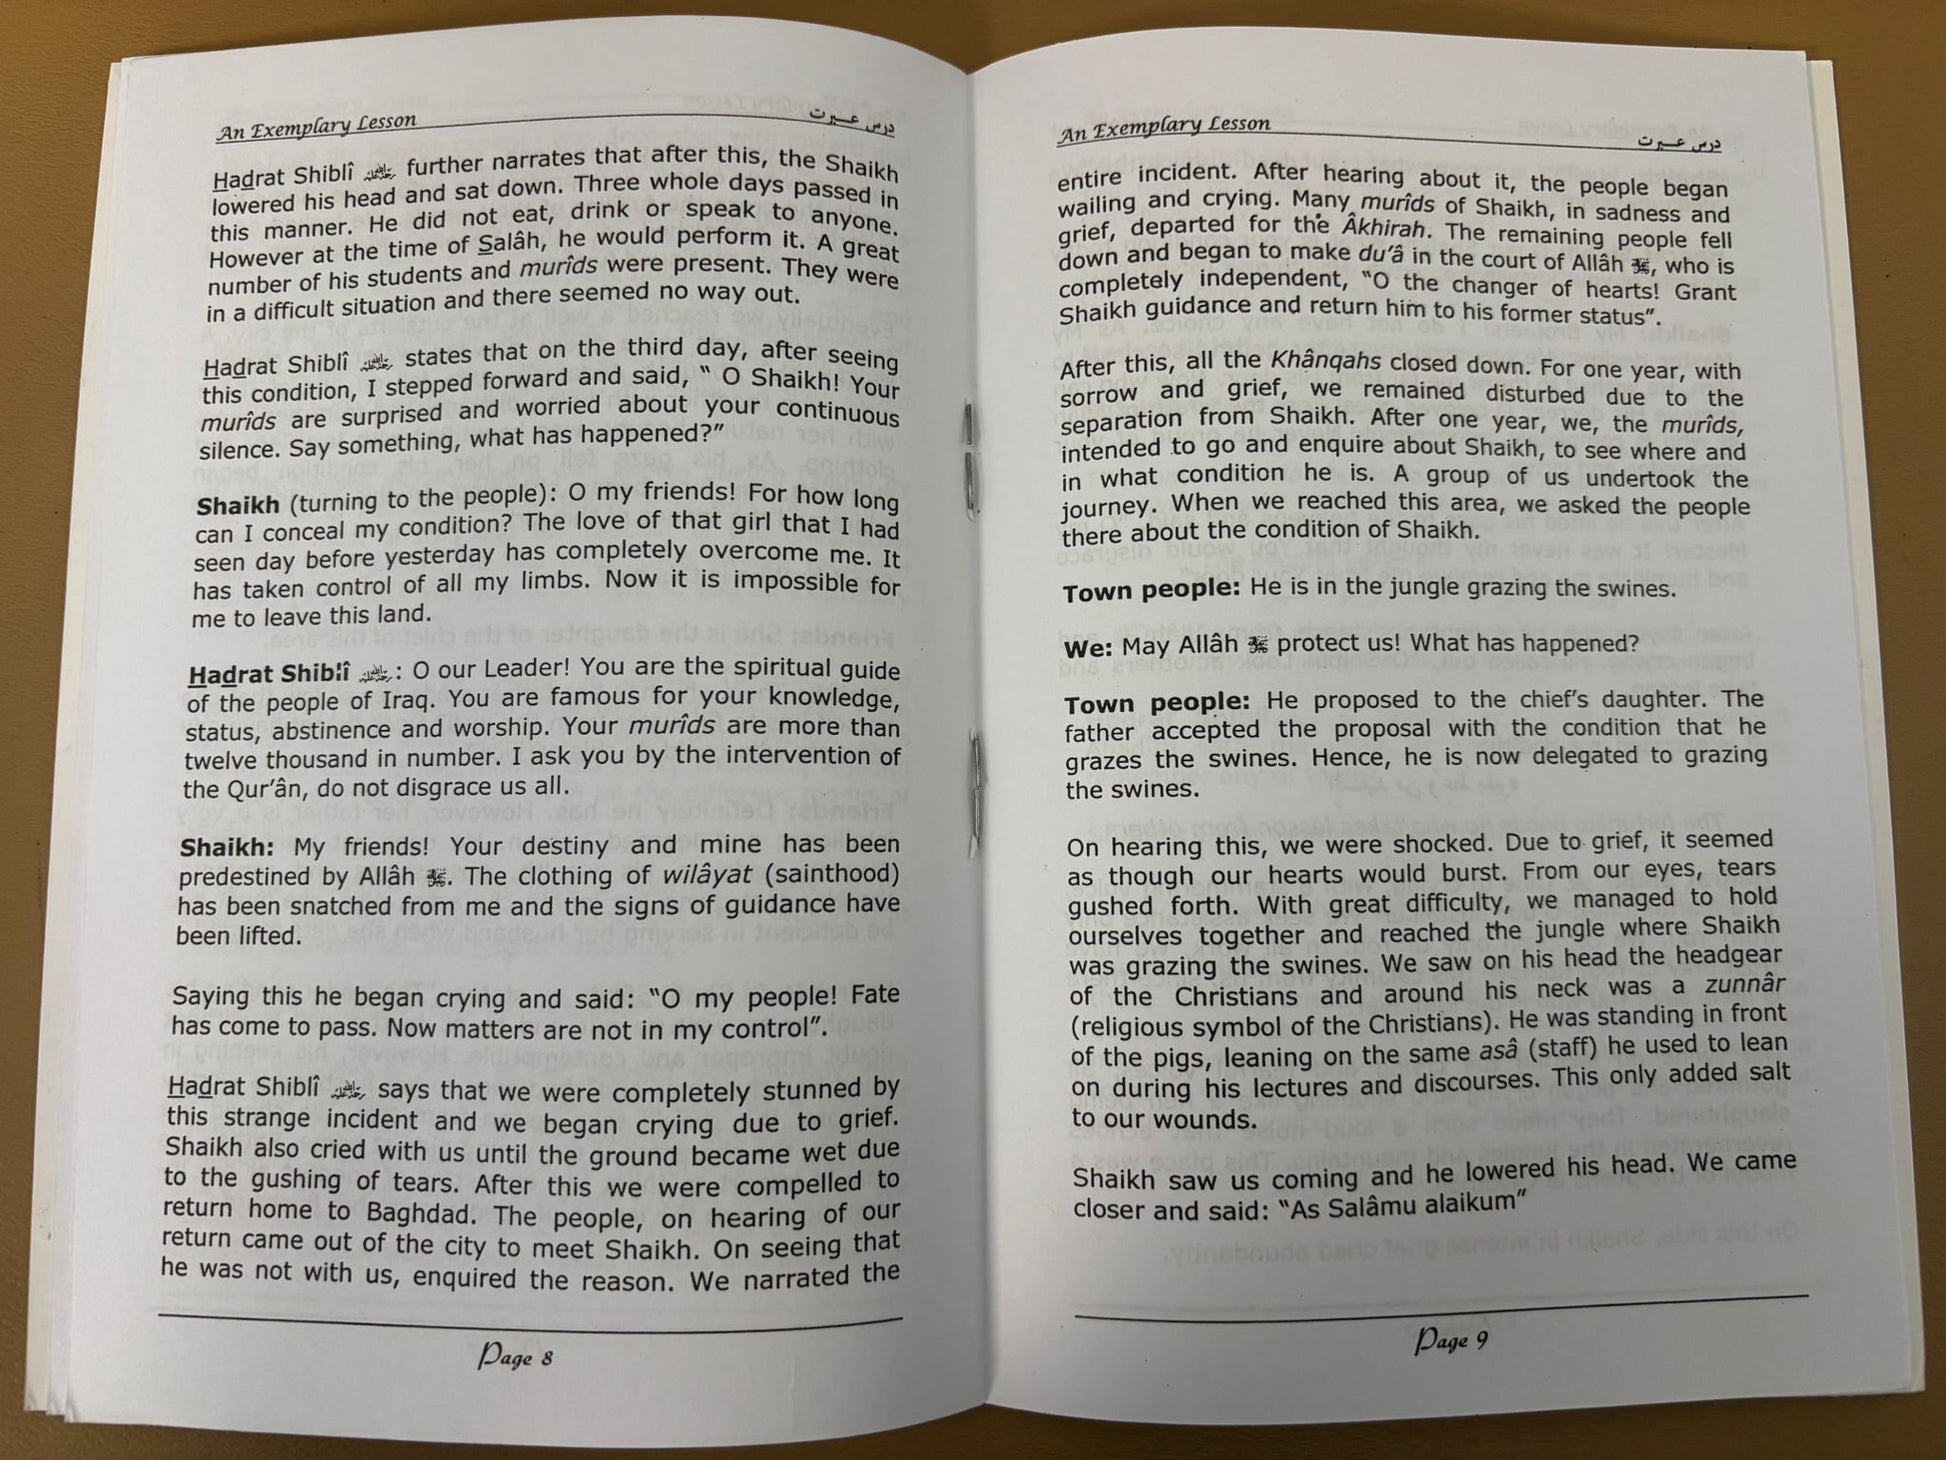 An Exemplary Lesson درس عبرت
Hadrat Shiblî further narrates that after this, the Shaikh
lowered his head and sat down. Three whole days passed in
this manner. He did not eat, drink or speak to anyone.
However at the time of Salâh, he would perform it. A great
number of his students and murîds were present. They were
in a difficult situation and there seemed no way out.
Hadrat Shiblî states that on the third day, after seeing
this condition, I stepped forward and said, “ O Shaikh! Your
murîds are surprised and worried about your continuous
silence. Say something, what has happened?”
Shaikh (turning to the people): O my friends! For how long
can I conceal my condition? The love of that girl that I had
seen day before yesterday has completely overcome me. It
has taken control of all my limbs. Now it is impossible for
me to leave this land.
Hadrat Shiblî : O our Leader! You are the spiritual guide
of the people of Iraq. You are famous for your knowledge,
status, abstinence and worship. Your murîds are more than
twelve thousand in number. I ask you by the intervention of
the Qur’ân, do not disgrace us all.
Shaikh: My friends! Your destiny and mine has been
predestined by Allâh . The clothing of wilâyat (sainthood)
has been snatched from me and the signs of guidance have
been lifted.
Saying this he began crying and said: “O my people! Fate
has come to pass. Now matters are not in my control”.
Hadrat Shiblî says that we were completely stunned by
this strange incident and we began crying due to grief.
Shaikh also cried with us until the ground became wet due
to the gushing of tears. After this we were compelled to
return home to Baghdad. The people, on hearing of our
return came out of the city to meet Shaikh. On seeing that
he was not with us, enquired the reason. We narrated the
Page 8
An Exemplary Lesson درس عبرت
entire incident. After hearing about it, the people began
wailing and crying. Many murîds of Shaikh, in sadness and
grief, departed for the Âkhirah. The remaining people fell
down and began to make du’â in the court of Allâh , who is
completely independent, “O the changer of hearts! Grant
Shaikh guidance and return him to his former status”.
After this, all the Khânqahs closed down. For one year, with
sorrow and grief, we remained disturbed due to the
separation from Shaikh. After one year, we, the murîds,
intended to go and enquire about Shaikh, to see where and
in what condition he is. A group of us undertook the
journey. When we reached this area, we asked the people
there about the condition of Shaikh.
Town people: He is in the jungle grazing the swines.
We: May Allâh protect us! What has happened?
Town people: He proposed to the chief’s daughter. The
father accepted the proposal with the condition that he
grazes the swines. Hence, he is now delegated to grazing
the swines.
On hearing this, we were shocked. Due to grief, it seemed
as though our hearts would burst. From our eyes, tears
gushed forth. With great difficulty, we managed to hold
ourselves together and reached the jungle where Shaikh
was grazing the swines. We saw on his head the headgear
of the Christians and around his neck was a zunnâr
(religious symbol of the Christians). He was standing in front
of the pigs, leaning on the same asâ (staff) he used to lean
on during his lectures and discourses. This only added salt
to our wounds.
Shaikh saw us coming and he lowered his head. We came
closer and said: “As Salâmu alaikum”
Page 9